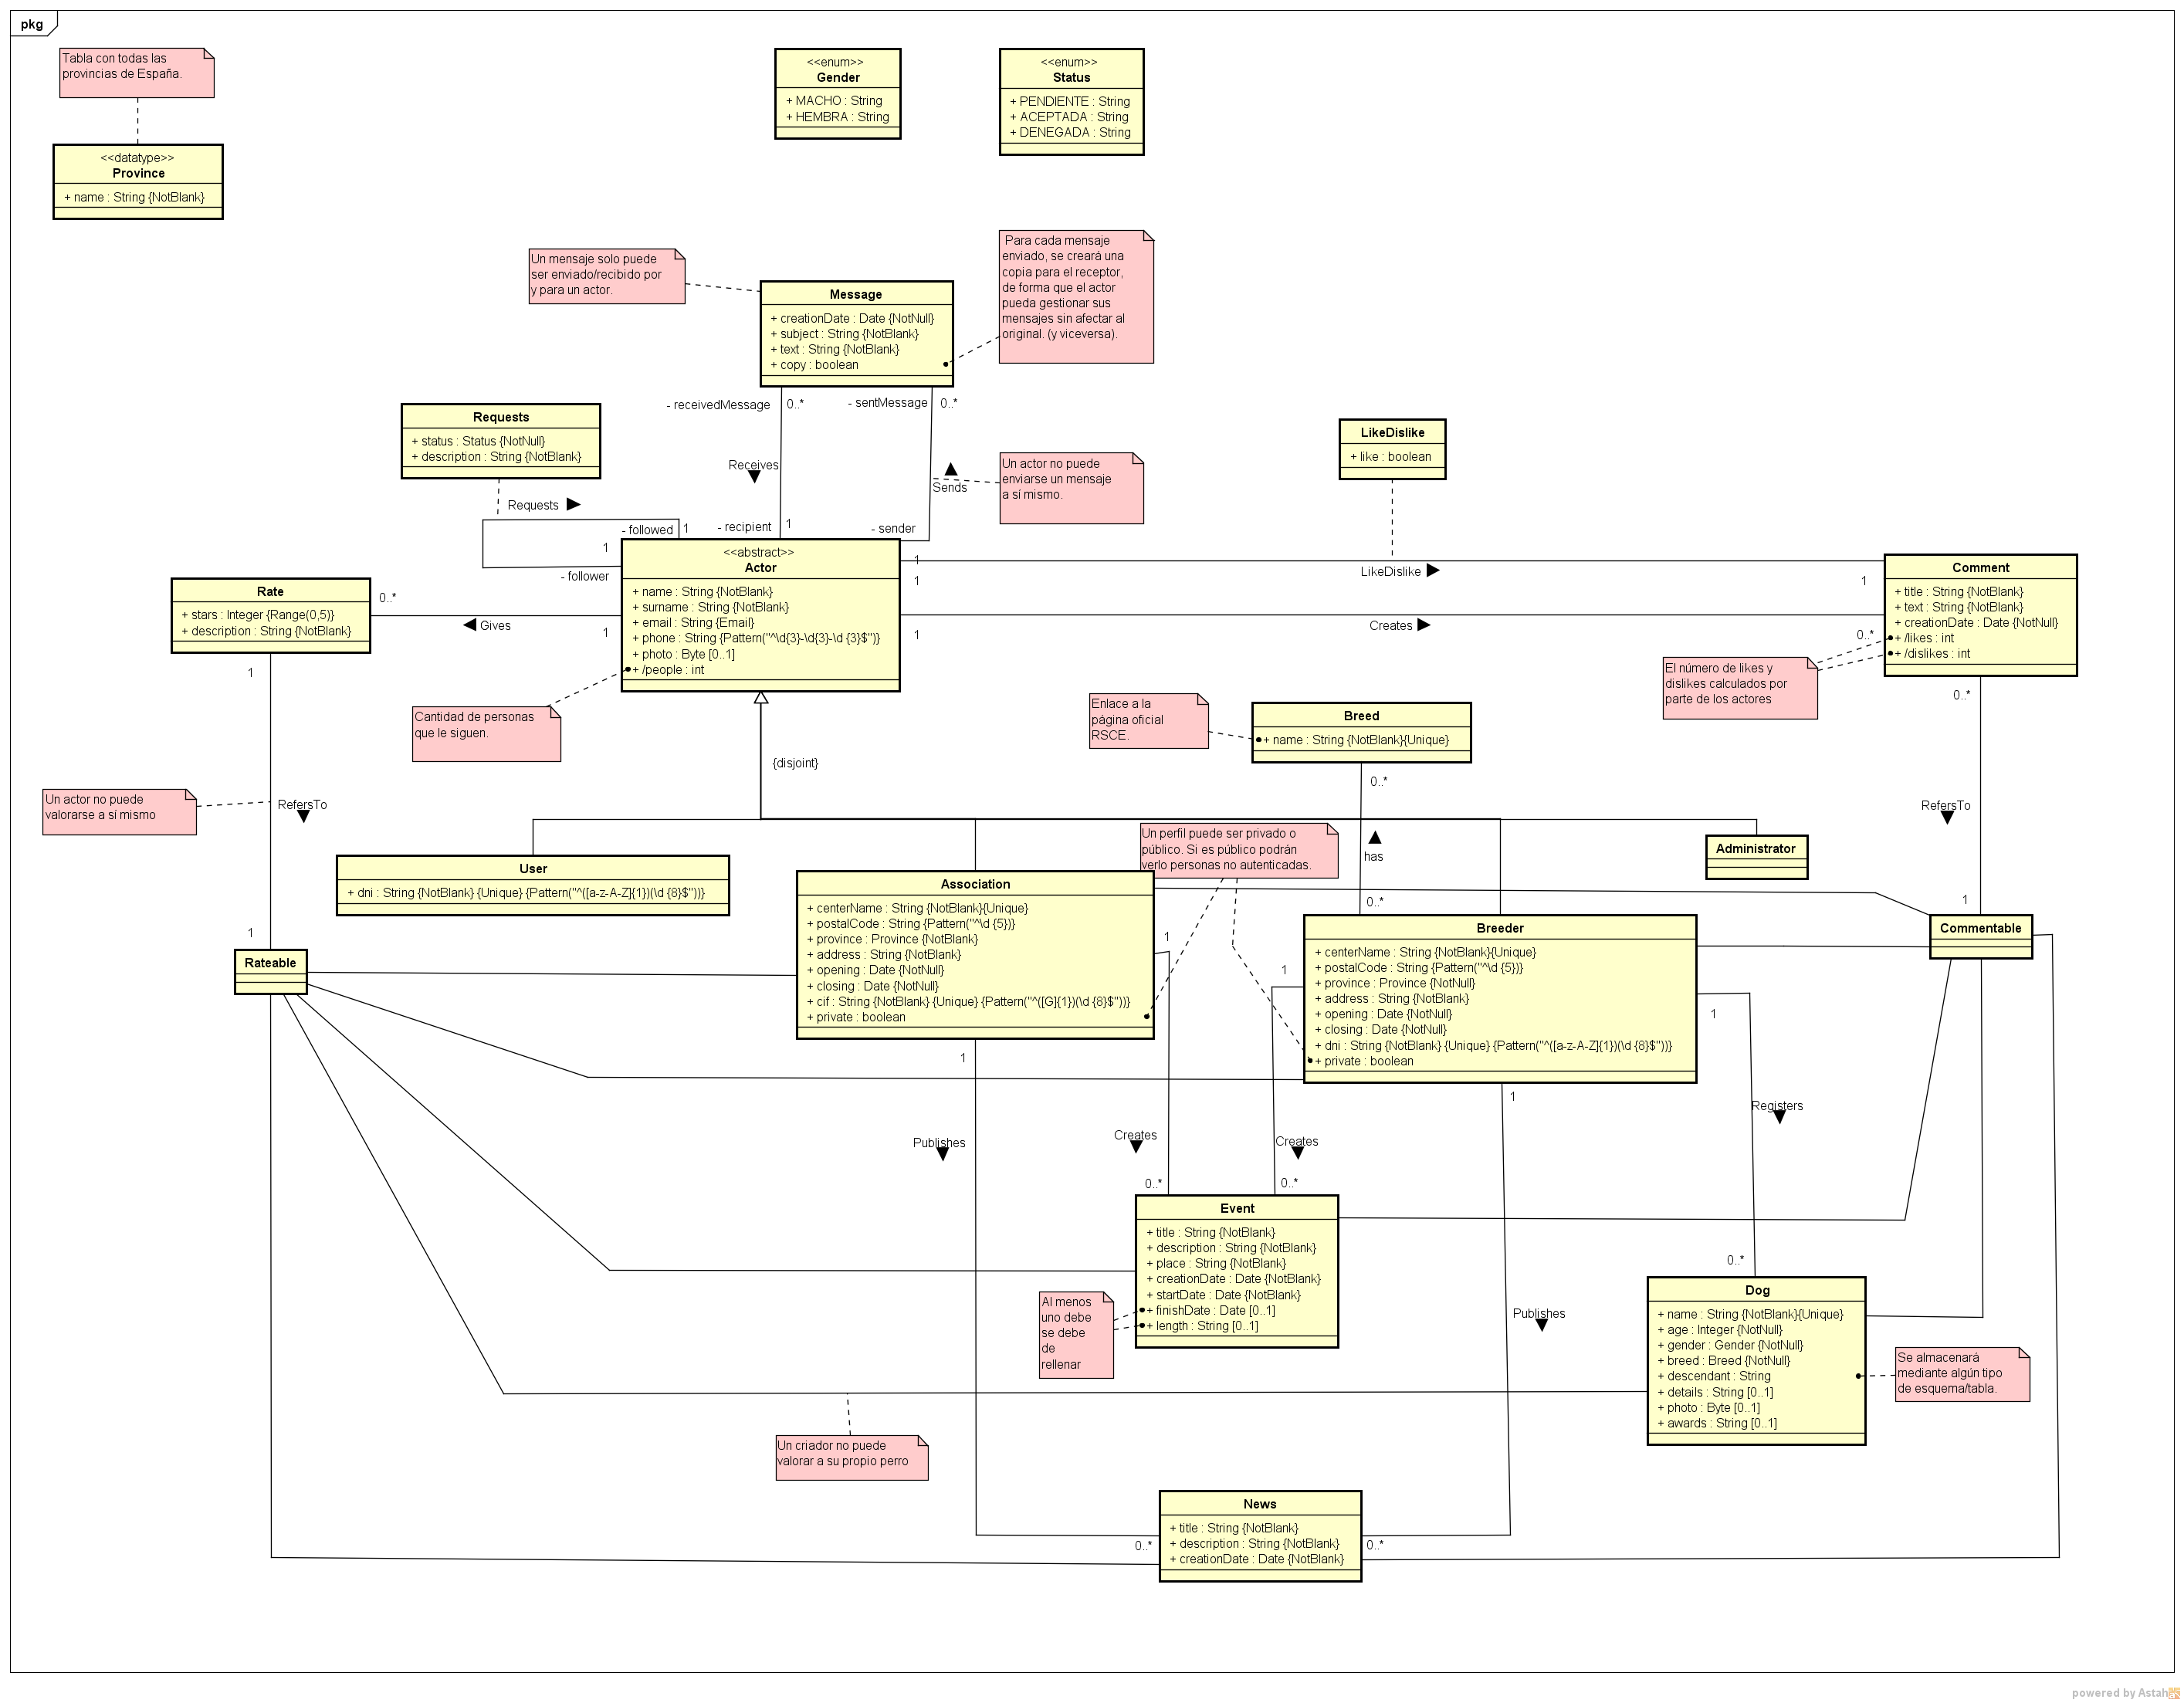 pkg
Tabla con todas las
provincias de España.
<<datatype>>
Province
+ name : String {NotBlank}
<<enum>>
Gender
+ MACHO : String
+ HEMBRA : String
<<enum>>
Status
+ PENDIENTE : String
+ ACEPTADA : String
+ DENEGADA : String
Un mensaje solo puede
ser enviado/recibido por
y para un actor.
Message
+ creationDate : Date {NotNull}
+ subject : String {NotBlank}
+ text : String {NotBlank}
+ copy : boolean
Para cada mensaje
enviado, se creará una
copia para el receptor,
de forma que el actor
pueda gestionar sus
mensajes sin afectar al
original. (y viceversa).
- receivedMessage
0..*
- sentMessage
0..*
Requests
+ status : Status {NotNull}
+ description : String {NotBlank}
Receives
Sends
Un actor no puede
enviarse un mensaje
a sí mismo.
LikeDislike
+ like : boolean
Requests
- followed
1
- recipient
1
- sender
1
- follower
<<abstract>>
Actor
+ name : String {NotBlank}
+ surname : String {NotBlank}
+ email : String {Email}
+ phone : String {Pattern("^\d{3}-\d{3}-\d {3}$")}
+ photo : Byte [0..1]
+ /people : int
1
1
LikeDislike
1
Creates
1
0..*
Comment
+ title : String {NotBlank}
+ text : String {NotBlank}
+ creationDate : Date {NotNull}
+ /likes : int
+ /dislikes : int
Rate
+ stars : Integer {Range(0,5)}
+ description : String {NotBlank}
0..*
Gives
1
1
El número de likes y
dislikes calculados por
parte de los actores
0..*
Cantidad de personas
que le siguen.
Enlace a la
página oficial
RSCE.
Breed
+ name : String {NotBlank}{Unique}
0..*
{disjoint}
Un actor no puede
valorarse a sí mismo
RefersTo
RefersTo
Un perfil puede ser privado o
público. Si es público podrán
verlo personas no autenticadas.
has
0..*
Administrator
User
+ dni : String {NotBlank} {Unique} {Pattern("^([a-z-A-Z]{1})(\d {8}$"))}
1
Rateable
Association
+ centerName : String {NotBlank}{Unique}
+ postalCode : String {Pattern("^\d {5})}
+ province : Province {NotBlank}
+ address : String {NotBlank}
+ opening : Date {NotNull}
+ closing : Date {NotNull}
+ cif : String {NotBlank} {Unique} {Pattern("^([G]{1})(\d {8}$"))}
+ private : boolean
1
1
Breeder
+ centerName : String {NotBlank}{Unique}
+ postalCode : String {Pattern("^\d {5})}
+ province : Province {NotNull}
+ address : String {NotBlank}
+ opening : Date {NotNull}
+ closing : Date {NotNull}
+ dni : String {NotBlank} {Unique} {Pattern("^([a-z-A-Z]{1})(\d {8}$"))}
+ private : boolean
1
Commentable
1
1
1
Publishes
Creates
Creates
Registers
0..*
0..*
Event
+ title : String {NotBlank}
+ description : String {NotBlank}
+ place : String {NotBlank}
+ creationDate : Date {NotBlank}
+ startDate : Date {NotBlank}
+ finishDate : Date [0..1]
+ length : String [0..1]
Al menos
uno debe
se debe
de
rellenar
Publishes
0..*
Dog
+ name : String {NotBlank}{Unique}
+ age : Integer {NotNull}
+ gender : Gender {NotNull}
+ breed : Breed {NotNull}
+ descendant : String
+ details : String [0..1]
+ photo : Byte [0..1]
+ awards : String [0..1]
Se almacenará
mediante algún tipo
de esquema/tabla.
Un criador no puede
valorar a su propio perro
0..*
News
+ title : String {NotBlank}
+ description : String {NotBlank}
+ creationDate : Date {NotBlank}
0..*
powered by Astah